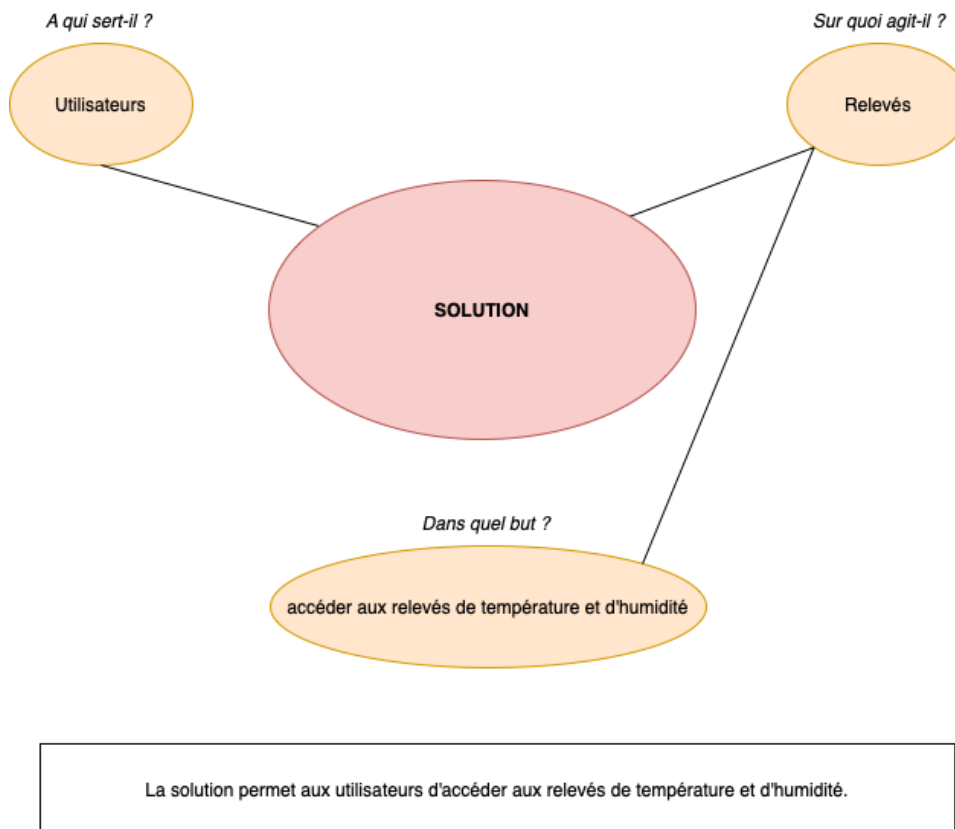 A qui sert-il ?
Sur quoi agit-il ?
Utilisateurs
Relevés
SOLUTION
Dans quel but ?
accéder aux relevés de température et d'humidité
La solution permet aux utilisateurs d'accéder aux relevés de température et d'humidité.